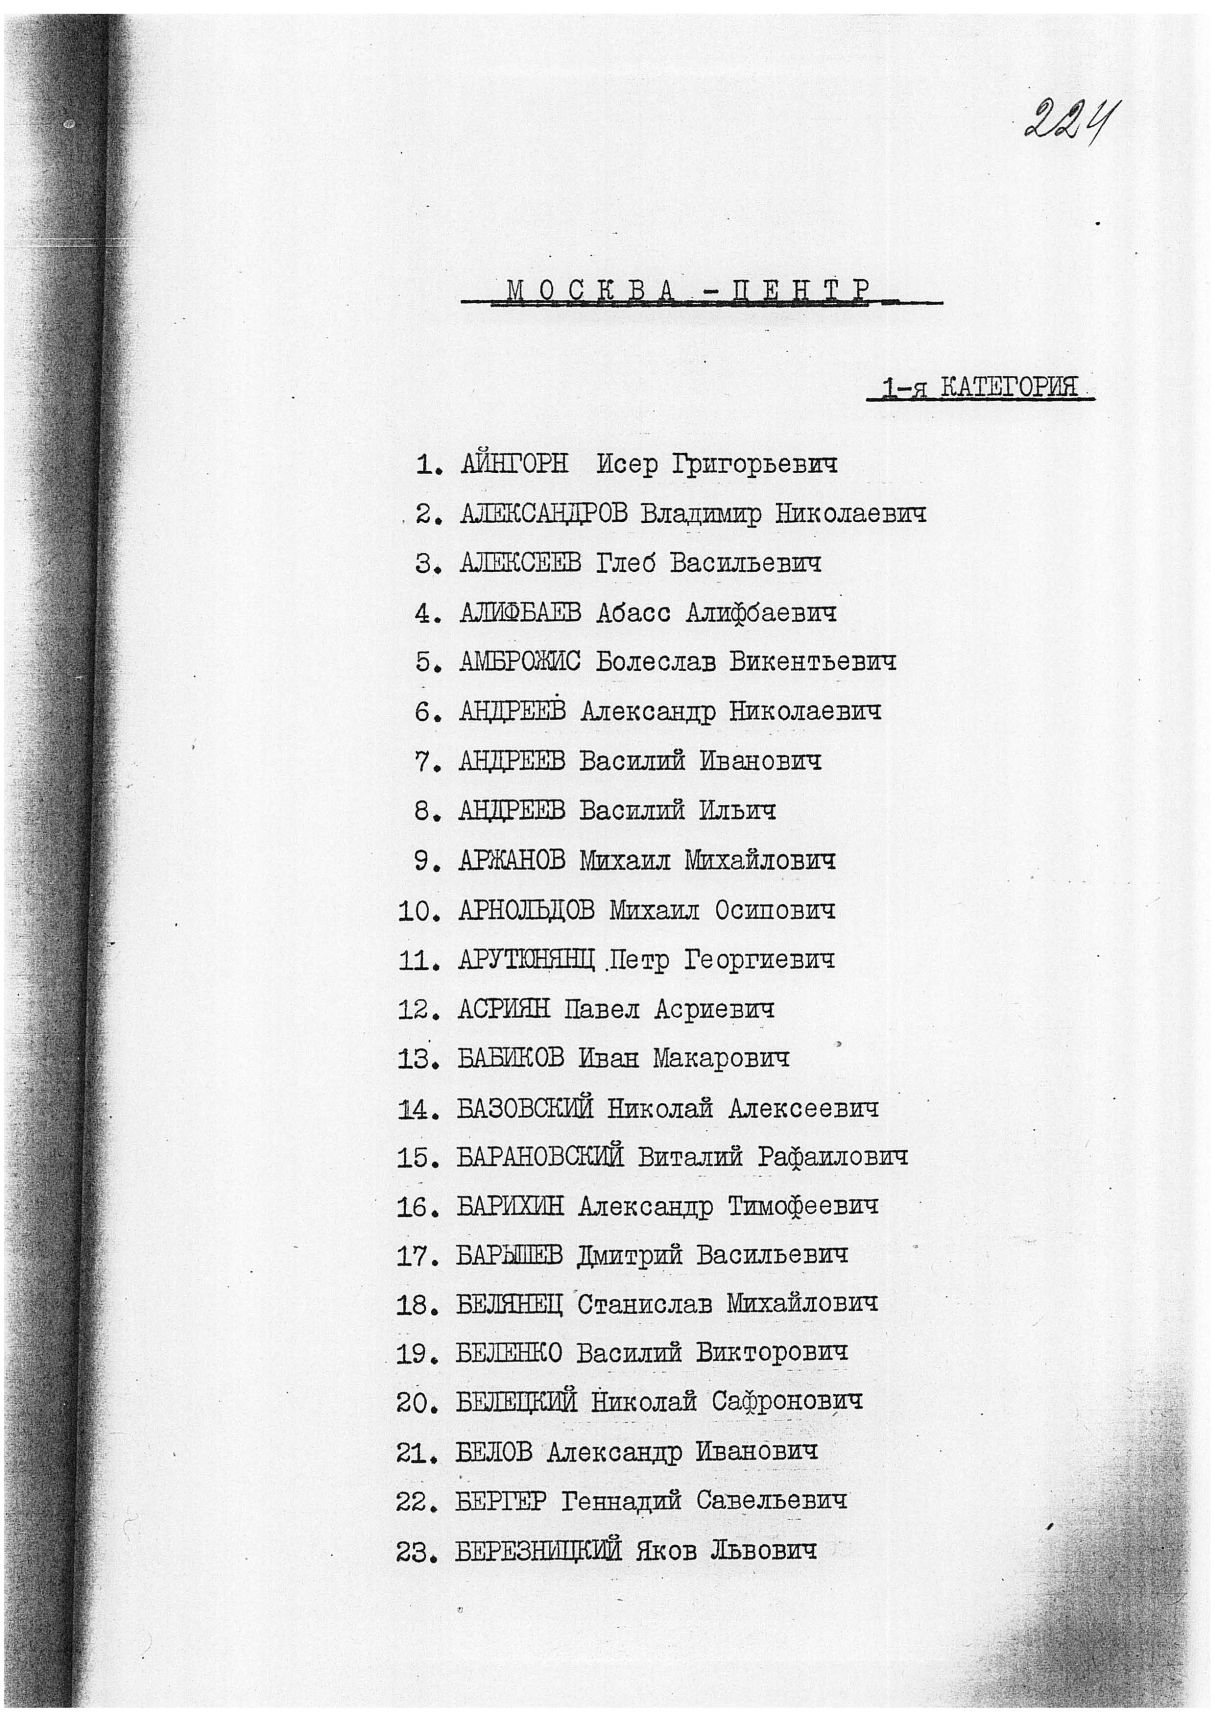 224
МОСКВА - ЦЕНТР
1-я КАТЕГОРИЯ
1. АЙНГОРН Исер Григорьевич
2. АЛЕКСАНДРОВ Владимир Николаевич
3. АЛЕКСЕЕВ Глеб Васильевич
4. АЛИФБАЕВ Абасс Алифбаевич
5. АМБРОЖИС Болеслав Викентьевич
6. АНДРЕЕВ Александр Николаевич
7. АНДРЕЕВ Василий Иванович
8. АНДРЕЕВ Василий Ильич
9. АРЖАНОВ Михаил Михайлович
10. АРНОЛЬДОВ Михаил Осипович
11. АРУТЮНЯНЦ Петр Георгиевич
12. АСРИЯН Павел Асриевич
13. БАБИКОВ Иван Макарович
14. БАЗОВСКИЙ Николай Алексеевич
15. БАРАНОВСКИЙ Виталий Рафаилович
16. БАРИХИН Александр Тимофеевич
17. БАРЫШЕВ Дмитрий Васильевич
18. БЕЛЯНЕЦ Станислав Михайлович
19. БЕЛЕНКО Василий Викторович
20. БЕЛЕЦКИЙ Николай Сафронович
21. БЕЛОВ Александр Иванович
22. БЕРГЕР Геннадий Савельевич
23. БЕРЕЗНИЦКИЙ Яков Львович